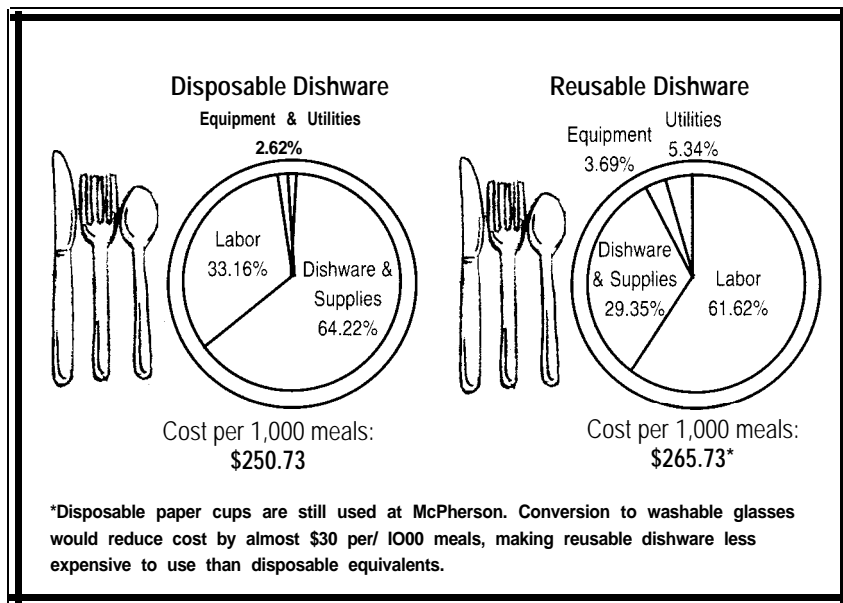 Disposable Dishware
Equipment & Utilities
2.62%
Labor
33.16%
Dishware &
Supplies
64.22%
Cost per 1,000 meals:
$250.73
Reusable Dishware
Utilities
5.34%
Equipment
3.69%
Dishware
& Supplies
29.35%
Labor
61.62%
Cost per 1,000 meals:
$265.73*
*Disposable paper cups are still used at McPherson. Conversion to washable glasses
would reduce cost by almost $30 per/ IO00 meals, making reusable dishware less
expensive to use than disposable equivalents.